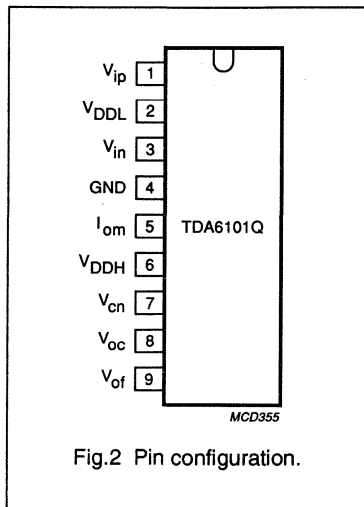 Vip 1
VDDL 2
Vin 3
GND 4
Iom 5
VDDH 6
Vcn 7
Voc 8
Vof 9
TDA6101Q
MCD355
Fig.2 Pin configuration.